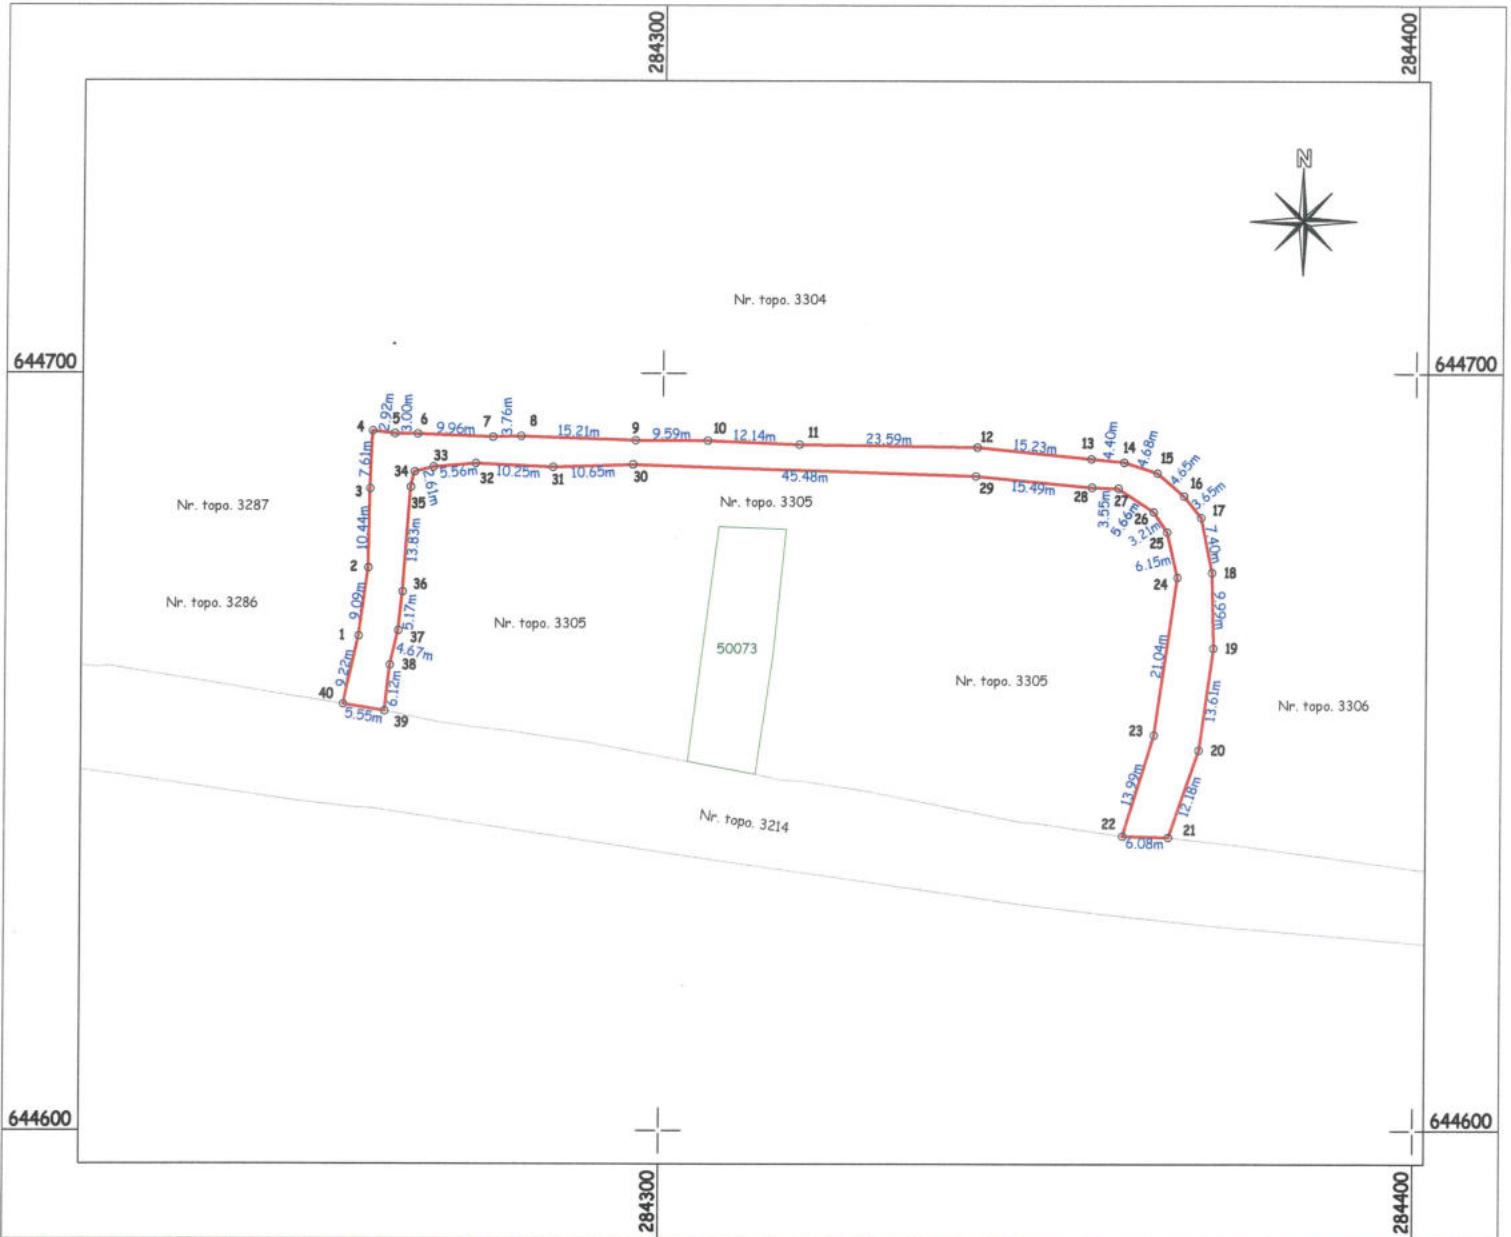 284300
284400
N
Nr. topo. 3304
644700
644700
4
2.92m
5
3.00m
6
9.96m
7
3.76m
8
15.21m
9
9.59m
10
12.14m
11
23.59m
12
15.23m
13
4.40m
14
4.68m
15
4.65m
16
3.65m
17
7.40m
18
9.99m
19
13.61m
20
12.18m
21
6.08m
22
13.99m
23
21.04m
24
6.15m
25
3.21m
26
5.66m
27
3.55m
28
15.49m
29
45.48m
30
10.65m
31
10.25m
32
5.56m
33
34
2.61m
35
13.83m
36
5.17m
37
4.67m
38
6.12m
39
5.55m
40
9.22m
1
9.09m
2
10.44m
3
7.61m
Nr. topo. 3287
Nr. topo. 3305
Nr. topo. 3286
Nr. topo. 3305
50073
Nr. topo. 3305
Nr. topo. 3306
Nr. topo. 3214
644600
644600
284300
284400